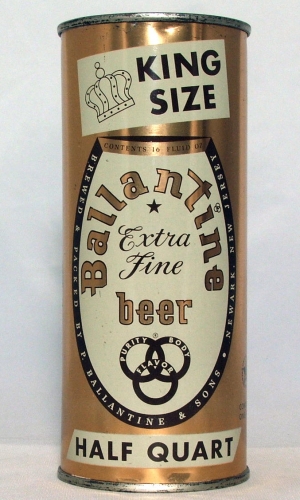 KING
SIZE
CONTENTS 16 FLUID OZ.
Ballantine
Extra
Fine
beer
PURITY BODY
FLAVOR
BREWED & PACKED BY P. BALLANTINE & SONS • NEWARK, NEW JERSEY
HALF QUART